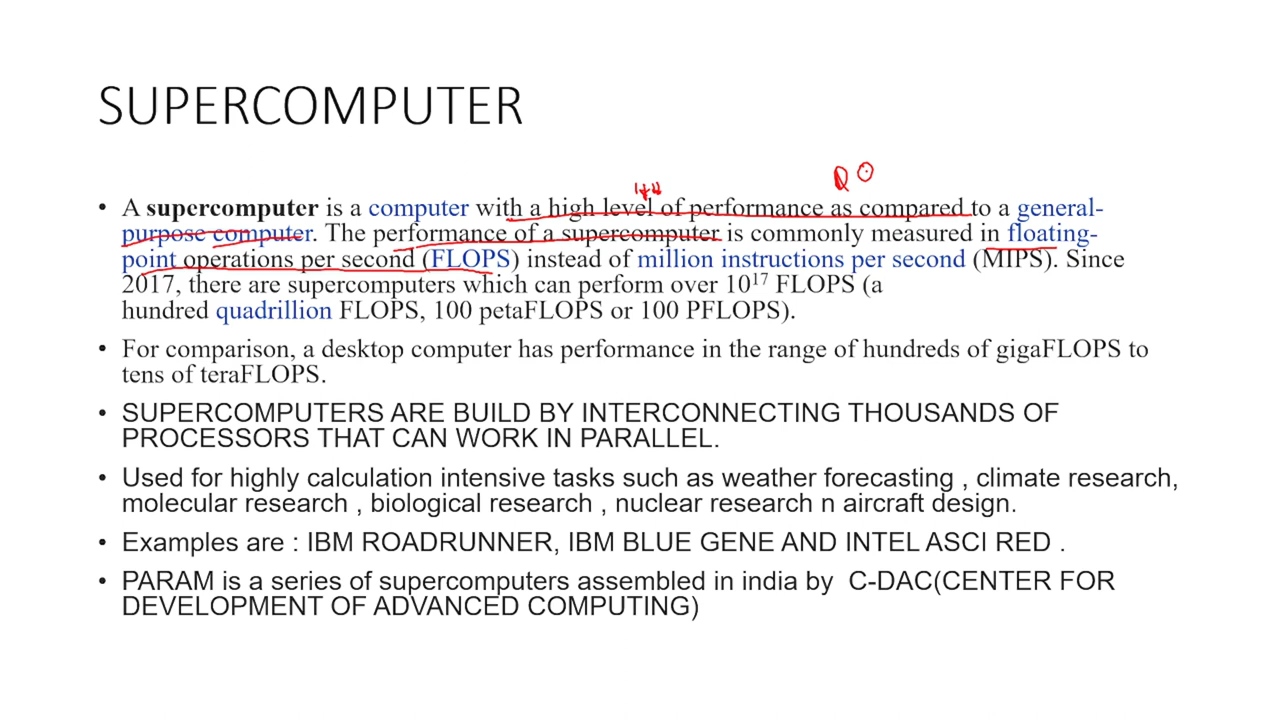 SUPERCOMPUTER
• A supercomputer is a computer with a high level of performance as compared to a general-
purpose computer. The performance of a supercomputer is commonly measured in floating-
point operations per second (FLOPS) instead of million instructions per second (MIPS). Since
2017, there are supercomputers which can perform over 10¹⁷ FLOPS (a
hundred quadrillion FLOPS, 100 petaFLOPS or 100 PFLOPS).
• For comparison, a desktop computer has performance in the range of hundreds of gigaFLOPS to
tens of teraFLOPS.
• SUPERCOMPUTERS ARE BUILD BY INTERCONNECTING THOUSANDS OF
PROCESSORS THAT CAN WORK IN PARALLEL.
• Used for highly calculation intensive tasks such as weather forecasting , climate research,
molecular research , biological research , nuclear research n aircraft design.
• Examples are : IBM ROADRUNNER, IBM BLUE GENE AND INTEL ASCI RED .
• PARAM is a series of supercomputers assembled in india by C-DAC(CENTER FOR
DEVELOPMENT OF ADVANCED COMPUTING)